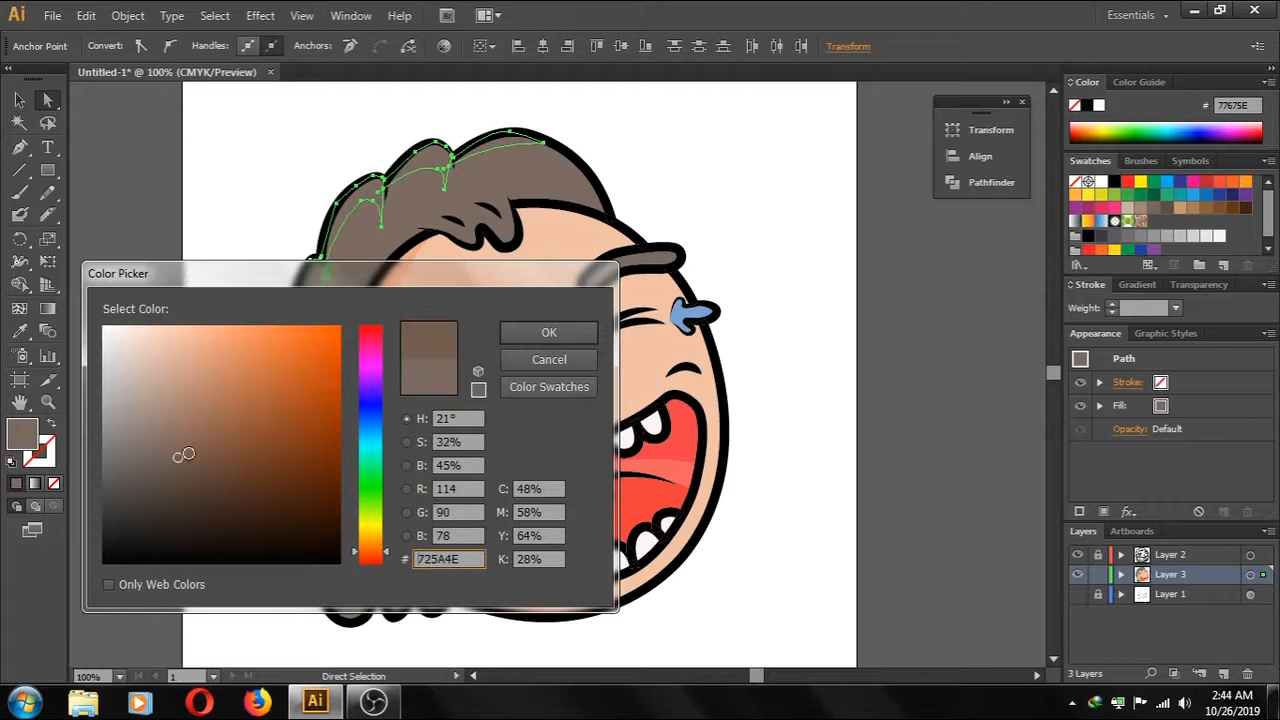 Ai File Edit Object Type Select Effect View Window Help Br Essentials
Anchor Point Convert: Handles: Anchors: Transform
Untitled-1* @ 100% (CMYK/Preview) ×
Color Color Guide
# 77675E
Transform
Align
Pathfinder
Swatches Brushes Symbols
Color Picker
Select Color:
OK
Cancel
Color Swatches
H: 21°
S: 32%
B: 45%
R: 114 C: 48%
G: 90 M: 58%
B: 78 Y: 64%
# 725A4E K: 28%
Only Web Colors
Stroke Gradient Transparency
Weight:
Appearance Graphic Styles
Path
Stroke:
Fill:
Opacity: Default
fx
Layers Artboards
Layer 2
Layer 3
Layer 1
3 Layers
100% 1 Direct Selection
Ai
2:44 AM
10/26/2019